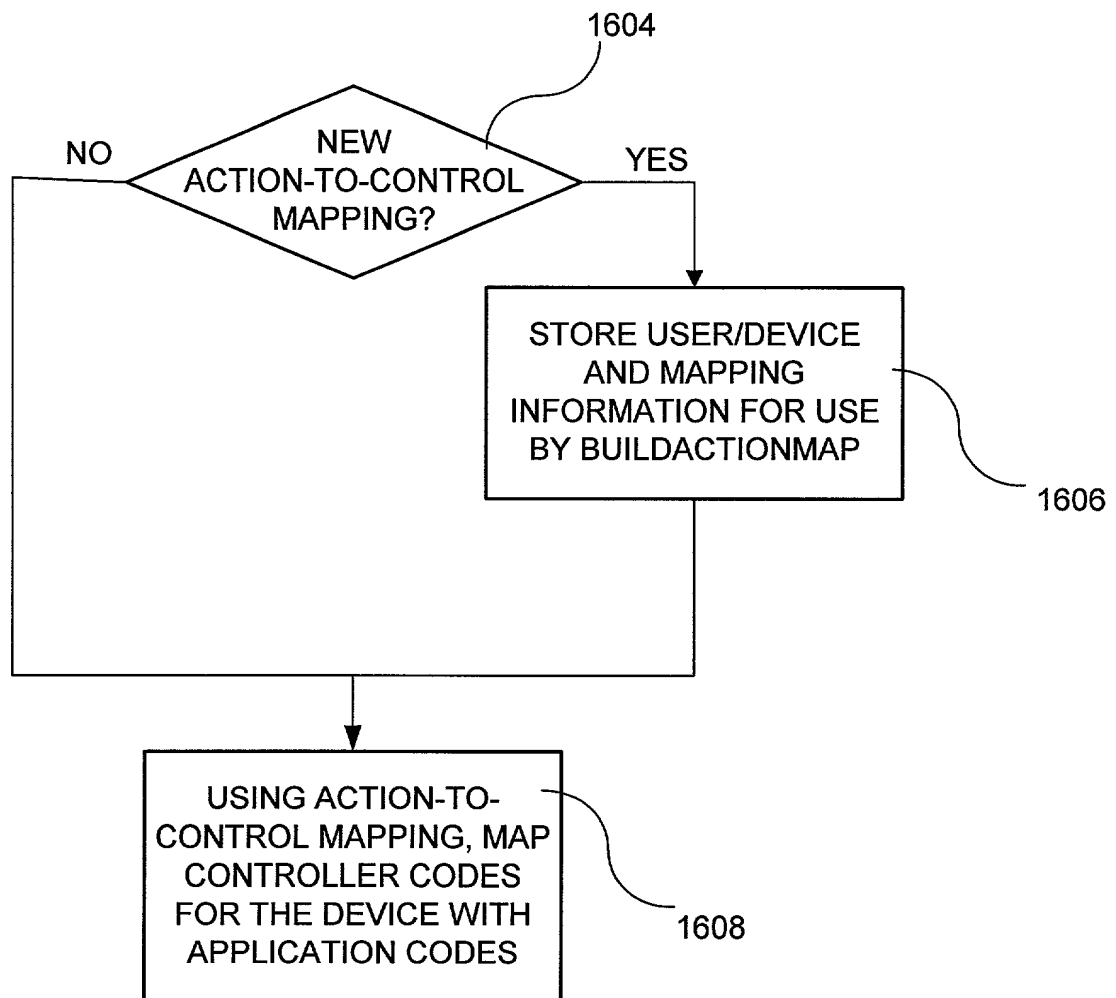 1604
NEW
ACTION-TO-CONTROL
MAPPING?
NO
YES
STORE USER/DEVICE
AND MAPPING
INFORMATION FOR USE
BY BUILDACTIONMAP
1606
USING ACTION-TO-
CONTROL MAPPING, MAP
CONTROLLER CODES
FOR THE DEVICE WITH
APPLICATION CODES
1608